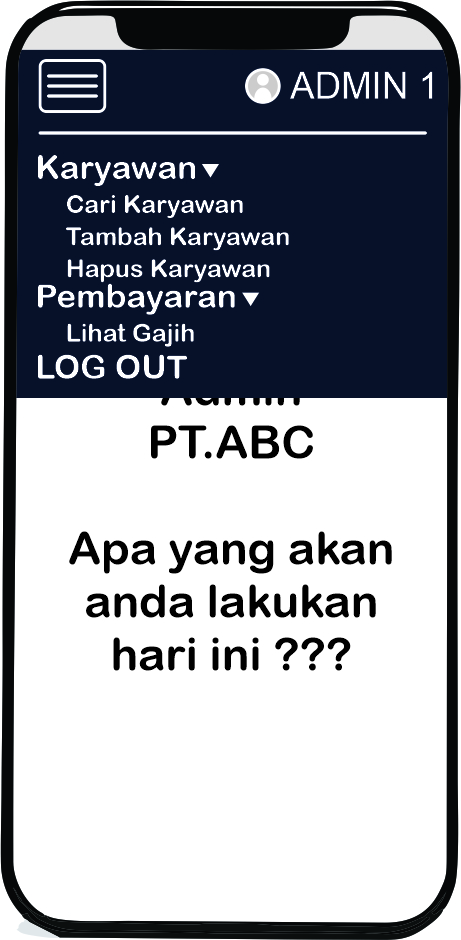 ADMIN 1
Karyawan
Cari Karyawan
Tambah Karyawan
Hapus Karyawan
Pembayaran
Lihat Gajih
LOG OUT
PT.ABC
Apa yang akan
anda lakukan
hari ini ???